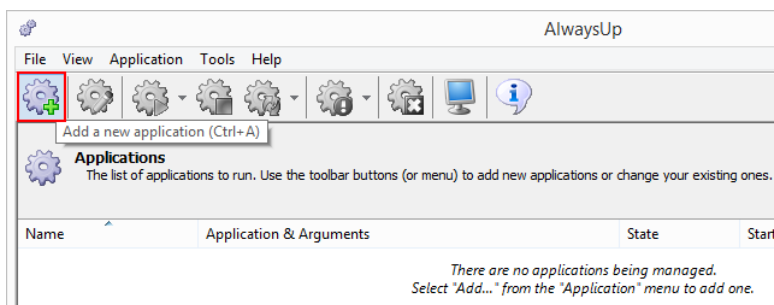 AlwaysUp
File View Application Tools Help
Add a new application (Ctrl+A)
Applications
The list of applications to run. Use the toolbar buttons (or menu) to add new applications or change your existing ones.
Name Application & Arguments State Start
There are no applications being managed.
Select "Add..." from the "Application" menu to add one.